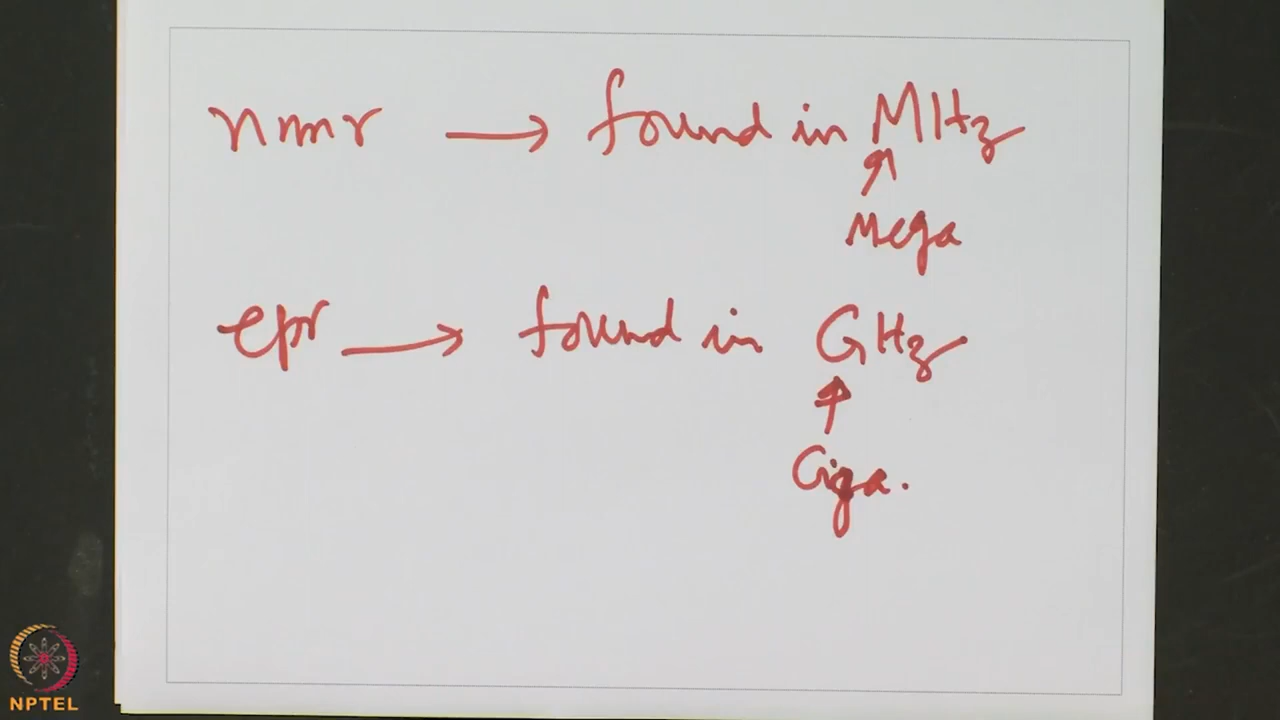 nmr → found in MHz
↑
Mega
epr → found in GHz
↑
Giga.
NPTEL